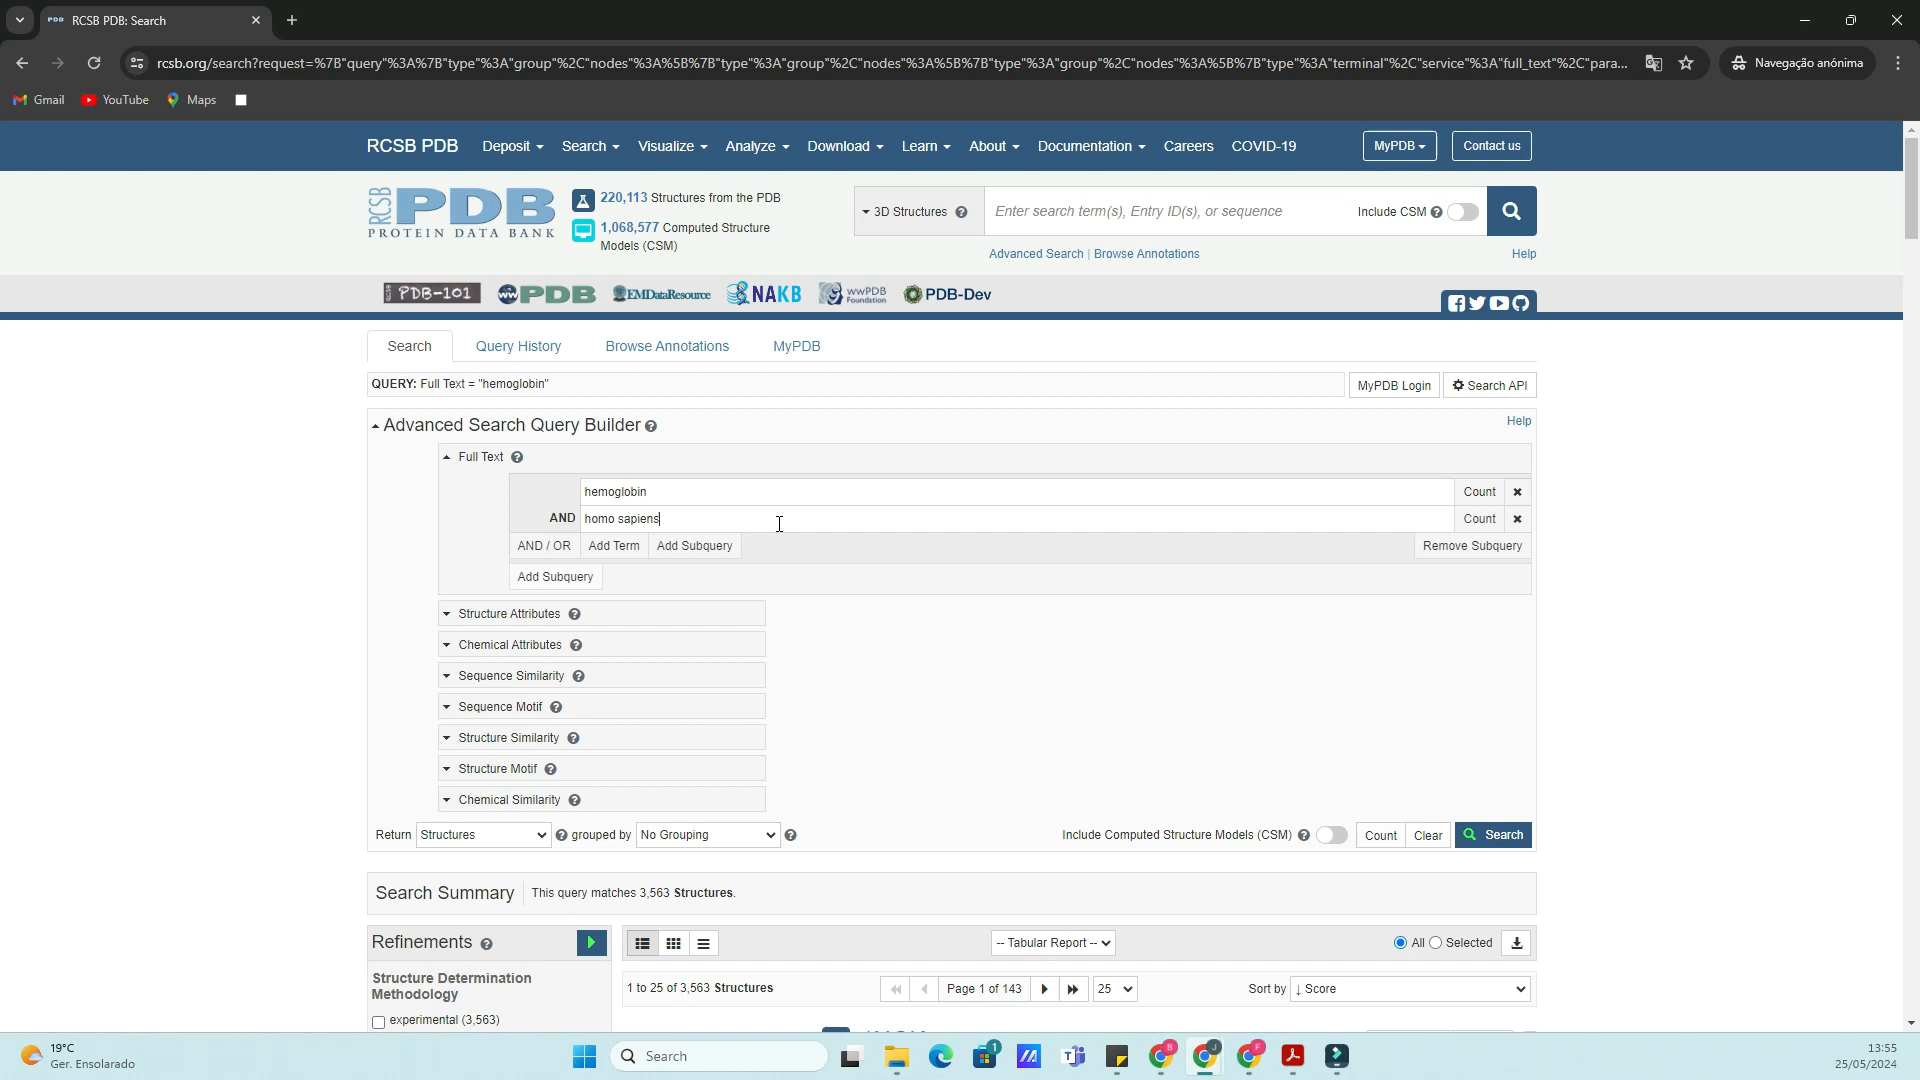 RCSB PDB: Search
rcsb.org/search?request=%7B"query"%3A%7B"type"%3A"group"%2C"nodes"%3A%5B%7B"type"%3A"group"%2C"nodes"%3A%5B%7B"type"%3A"group"%2C"nodes"%3A%5B%7B"type"%3A"terminal"%2C"service"%3A"full_text"%2C"para...
Navegação anónima
Gmail YouTube Maps
RCSB PDB Deposit Search Visualize Analyze Download Learn About Documentation Careers COVID-19 MyPDB Contact us
RCSB PDB
PROTEIN DATA BANK
220,113 Structures from the PDB
1,068,577 Computed Structure
Models (CSM)
3D Structures Enter search term(s), Entry ID(s), or sequence Include CSM
Advanced Search | Browse Annotations Help
PDB-101 wwPDB EMDataResource NAKB wwPDB Foundation PDB-Dev
Search Query History Browse Annotations MyPDB
QUERY: Full Text = "hemoglobin" MyPDB Login Search API
Advanced Search Query Builder Help
Full Text
hemoglobin Count
AND homo sapiens Count
AND / OR Add Term Add Subquery Remove Subquery
Add Subquery
Structure Attributes
Chemical Attributes
Sequence Similarity
Sequence Motif
Structure Similarity
Structure Motif
Chemical Similarity
Return Structures grouped by No Grouping Include Computed Structure Models (CSM) Count Clear Search
Search Summary This query matches 3,563 Structures.
Refinements -- Tabular Report -- All Selected
Structure Determination
Methodology
1 to 25 of 3,563 Structures Page 1 of 143 25 Sort by ↓ Score
experimental (3,563)
19°C
Ger. Ensolarado
Search
13:55
25/05/2024